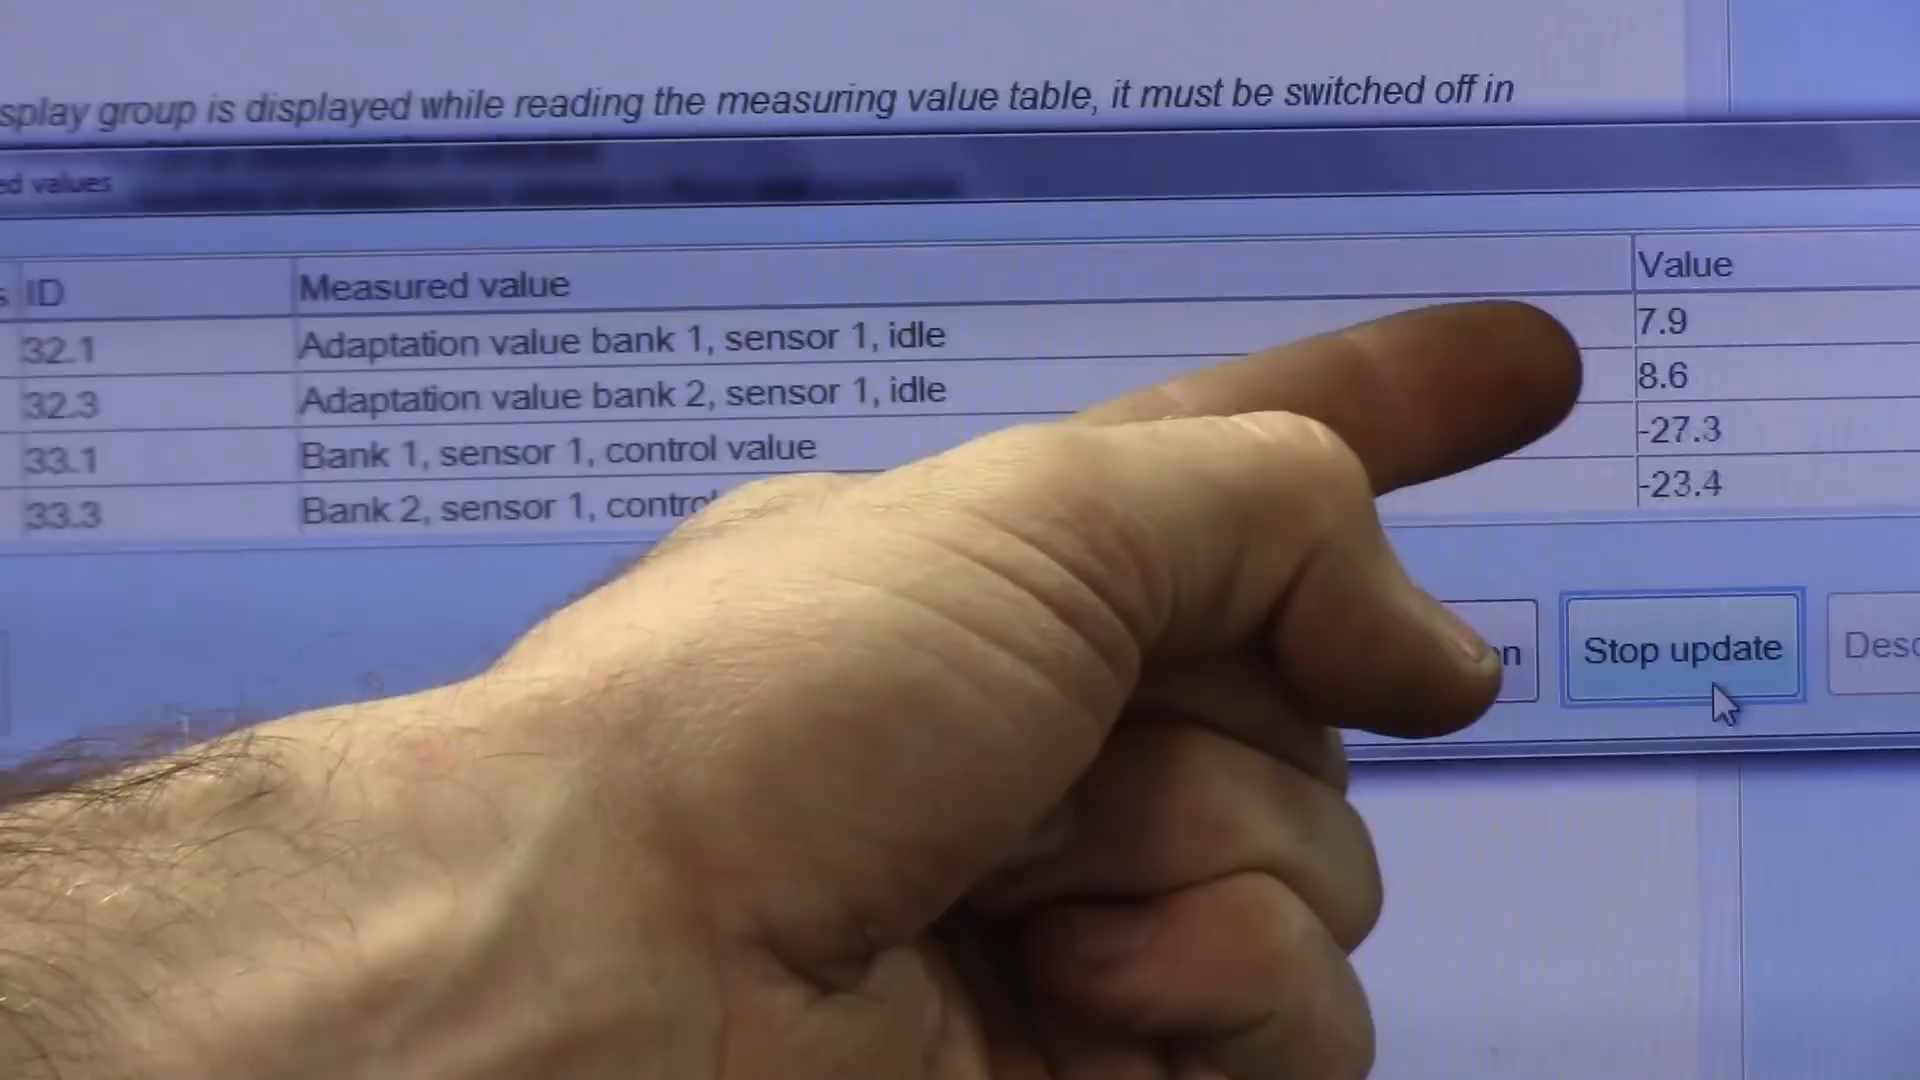 splay group is displayed while reading the measuring value table, it must be switched off in
ed values
s ID Measured value Value
32.1 Adaptation value bank 1, sensor 1, idle 7.9
32.3 Adaptation value bank 2, sensor 1, idle 8.6
33.1 Bank 1, sensor 1, control value -27.3
33.3 Bank 2, sensor 1, contro -23.4
on Stop update Desc